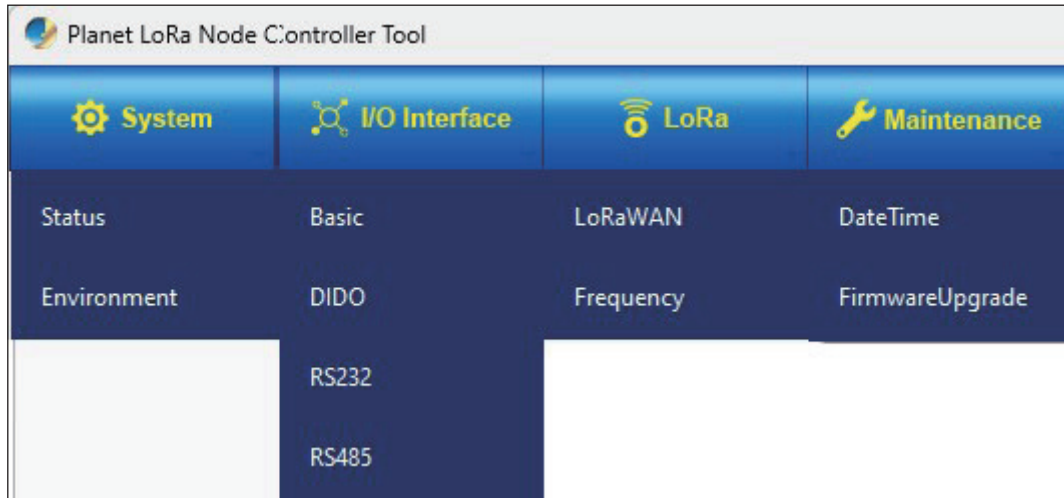 Planet LoRa Node Controller Tool
System I/O Interface LoRa Maintenance
Status Basic LoRaWAN DateTime
Environment DIDO Frequency FirmwareUpgrade
RS232
RS485